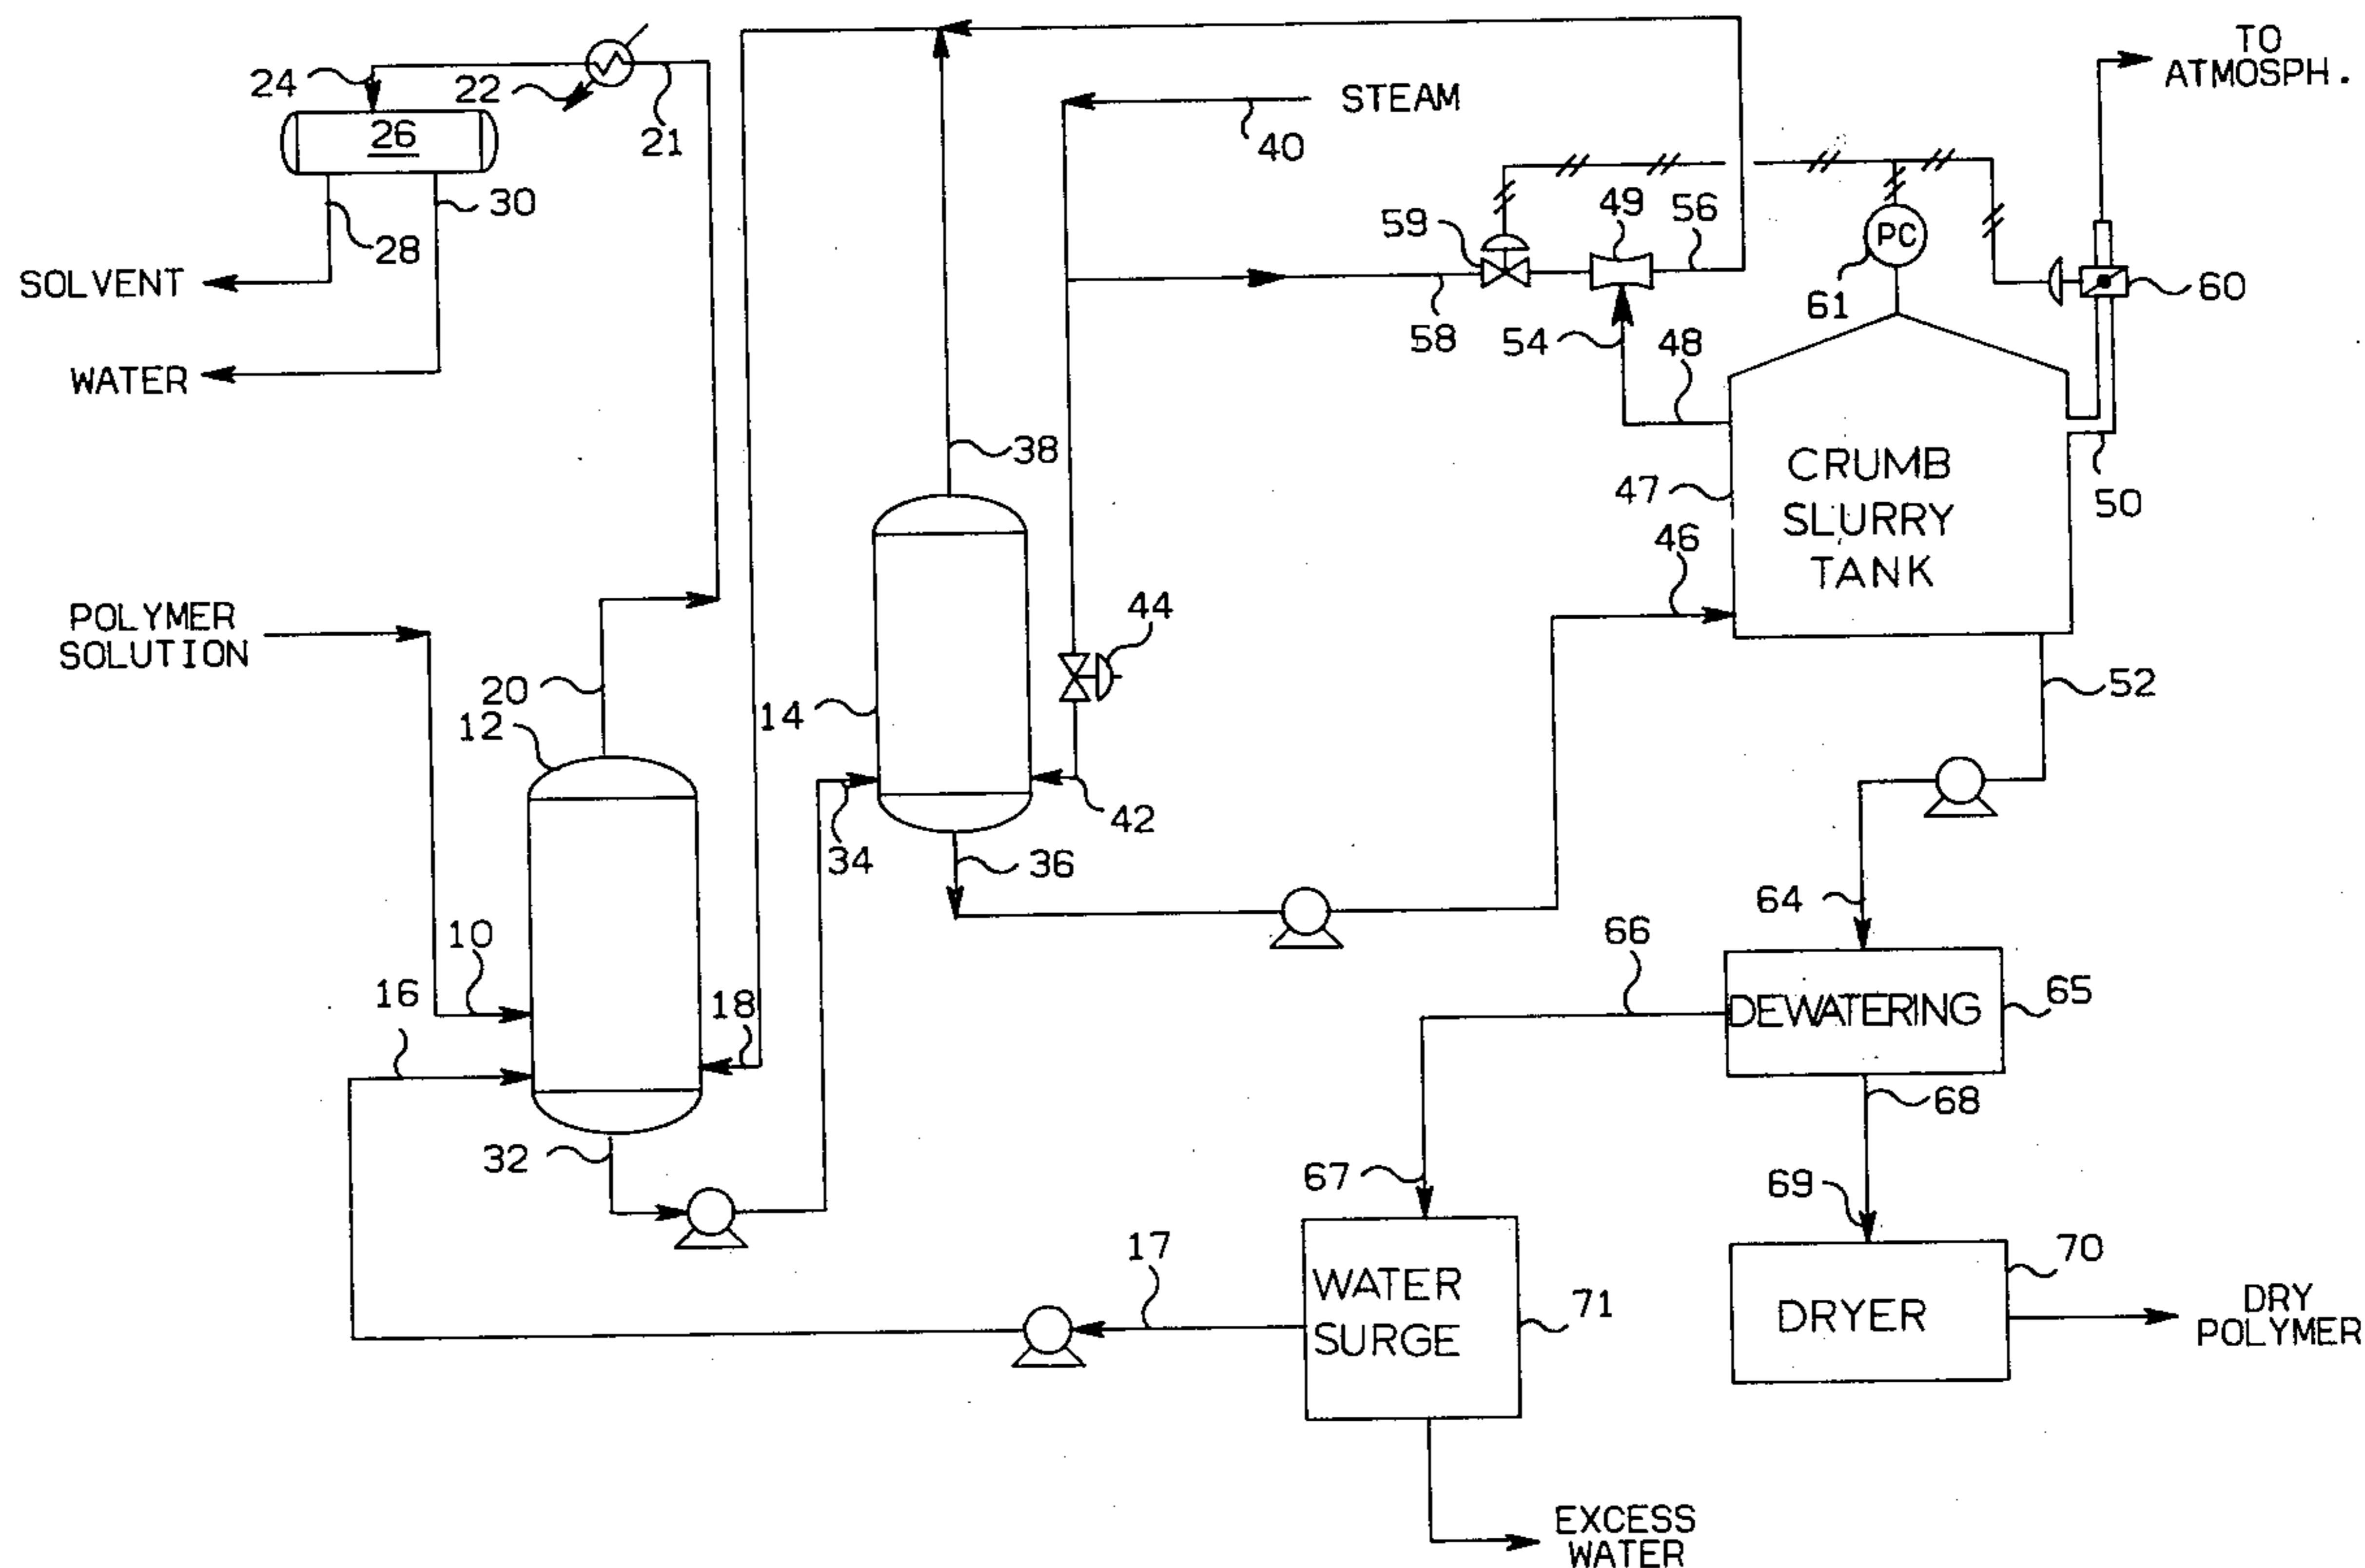 TO
ATMOSPH.
24
22
21
26
STEAM
40
30
28
SOLVENT
WATER
59
49
56
PC
61
60
58
54
48
38
CRUMB
SLURRY
TANK
47
50
46
44
POLYMER
SOLUTION
20
12
14
52
42
34
36
64
10
16
18
66
DEWATERING
65
68
32
67
69
17
WATER
SURGE
71
70
DRYER
DRY
POLYMER
EXCESS
WATER